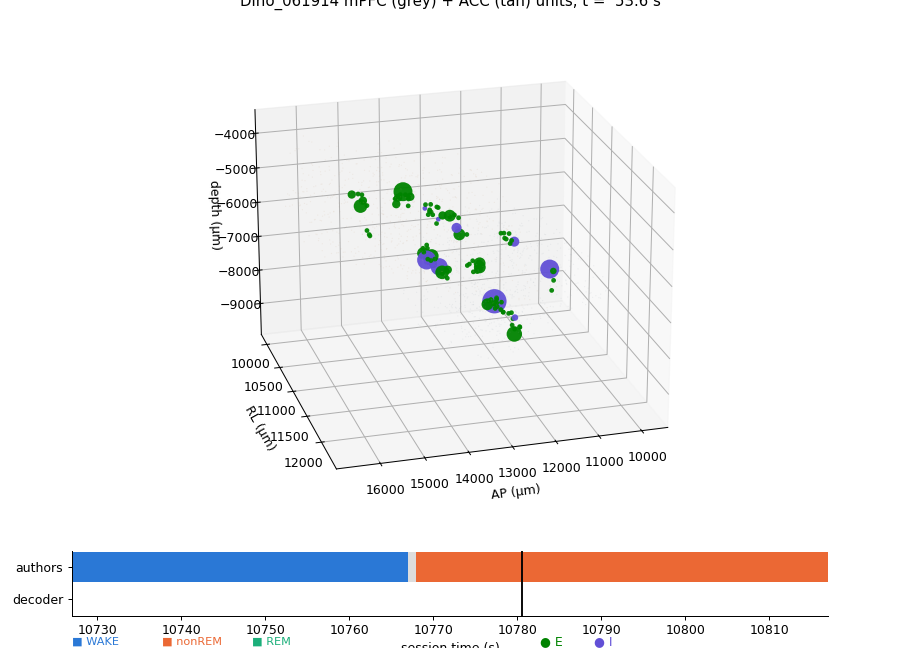 Dino_061914 mPFC (grey) + ACC (tan) units, t = 53.6 s
−4000
−5000
−6000
−7000
−8000
−9000
depth (μm)
10000
10500
11000
11500
12000
RL (μm)
16000
15000
14000
13000
12000
11000
10000
AP (μm)
authors
decoder
10730
10740
10750
10760
10770
10780
10790
10800
10810
session time (s)
WAKE
nonREM
REM
E
I